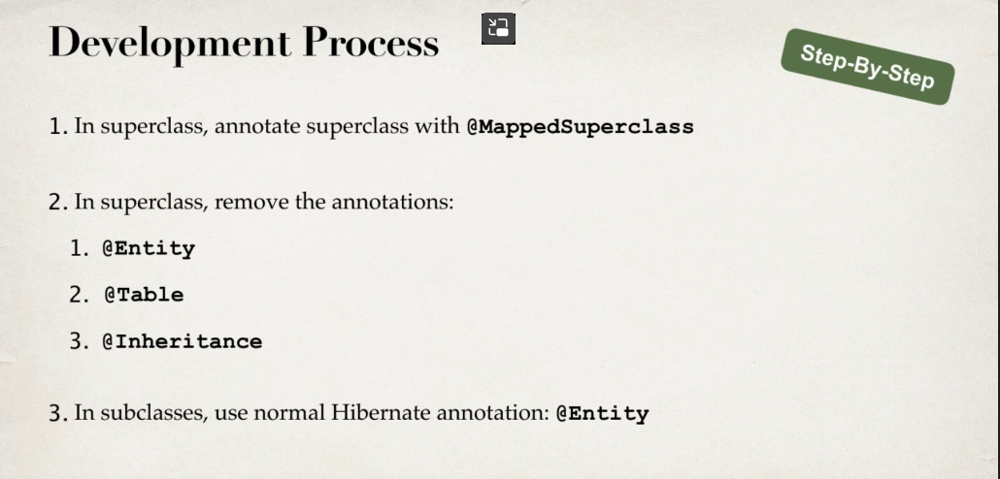 Development Process
Step-By-Step
1. In superclass, annotate superclass with @MappedSuperclass
2. In superclass, remove the annotations:
1. @Entity
2. @Table
3. @Inheritance
3. In subclasses, use normal Hibernate annotation: @Entity